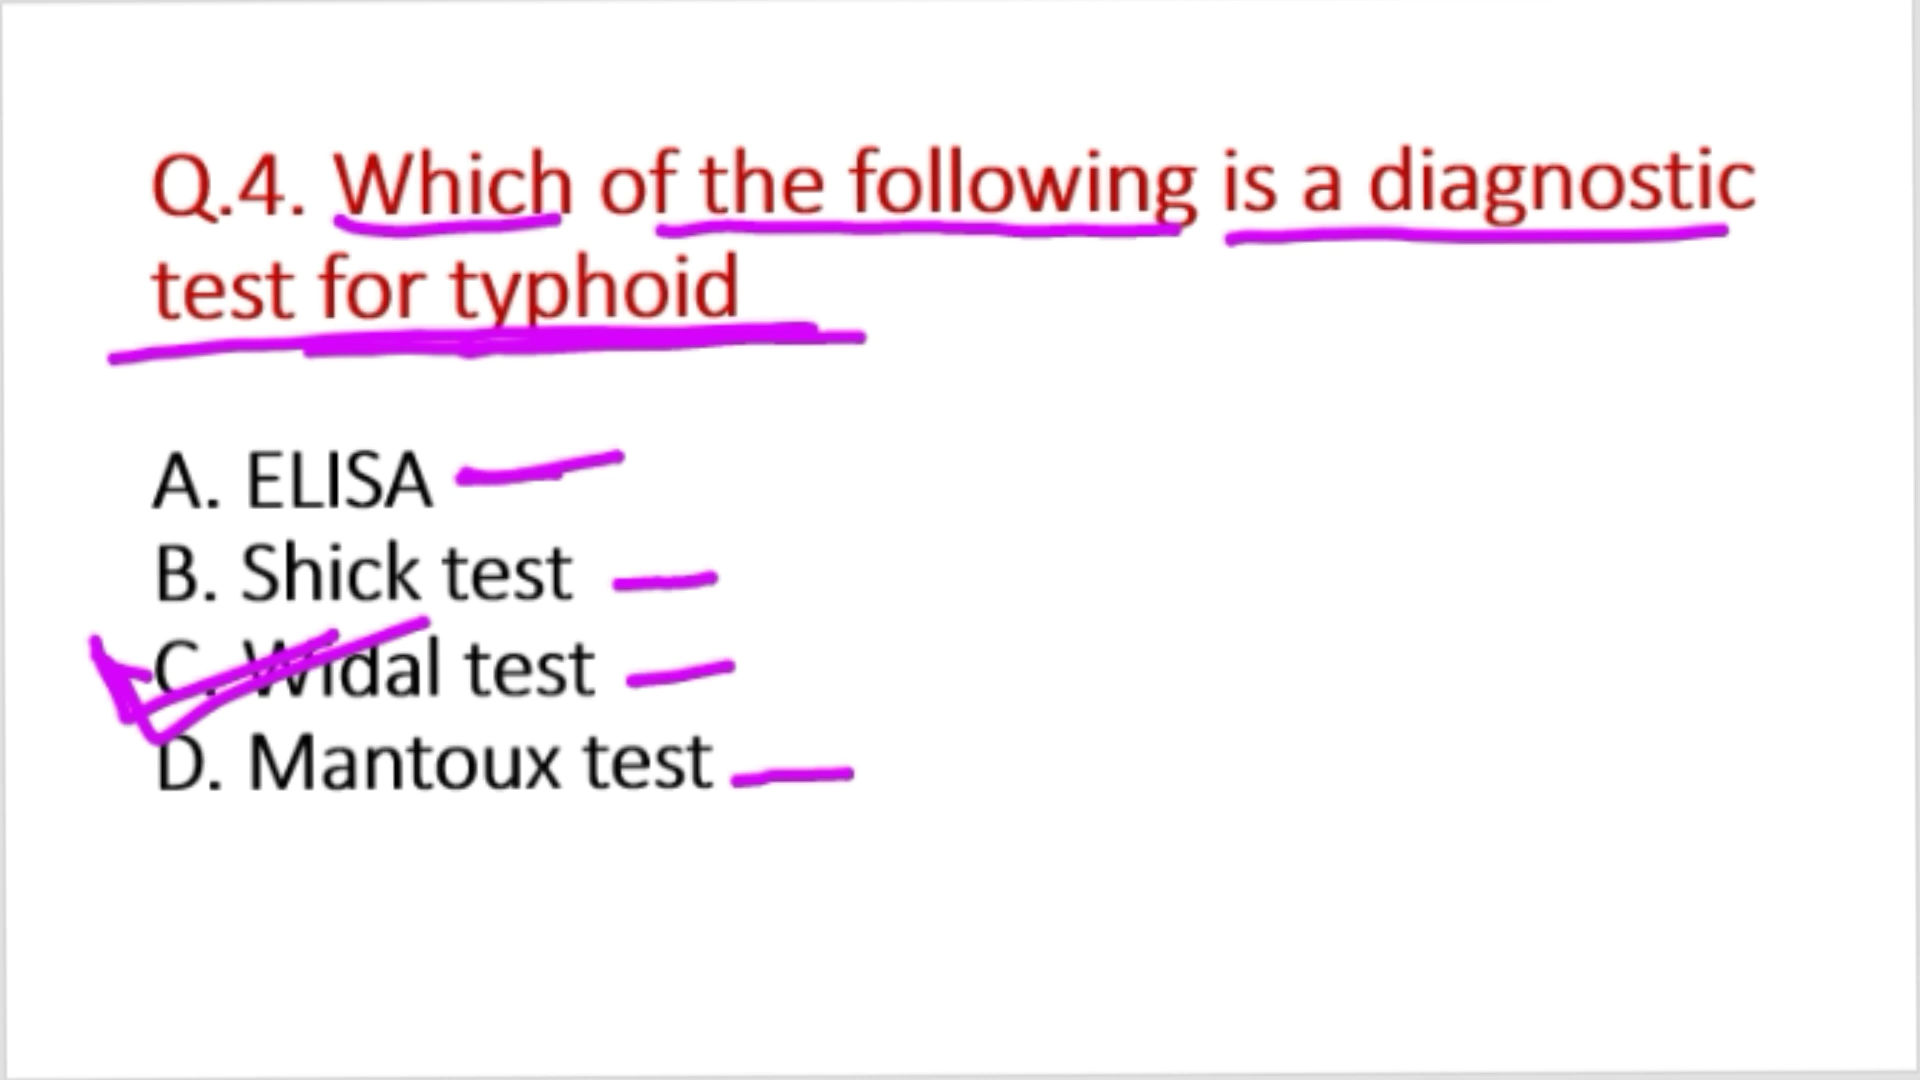 Q.4. Which of the following is a diagnostic
test for typhoid
A. ELISA
B. Shick test
C. Widal test
D. Mantoux test